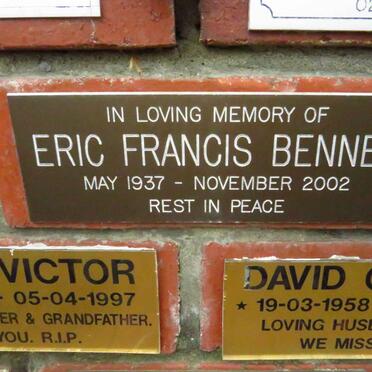 02
IN LOVING MEMORY OF
ERIC FRANCIS BENNE
MAY 1937 - NOVEMBER 2002
REST IN PEACE
VICTOR
- 05-04-1997
ER & GRANDFATHER.
YOU. R.I.P.
DAVID
★ 19-03-1958
LOVING HUSB
WE MISS